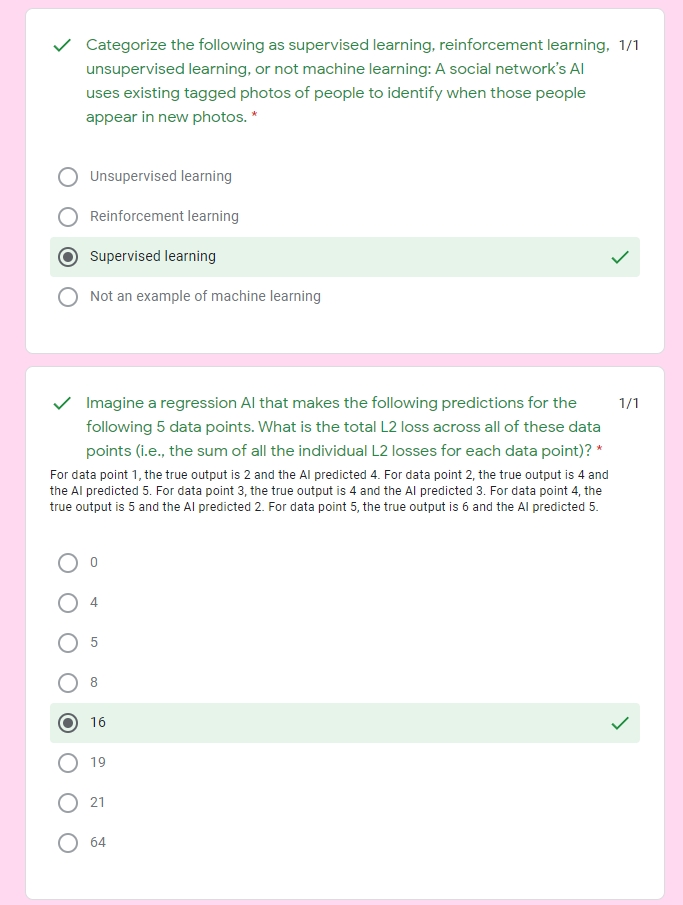 Categorize the following as supervised learning, reinforcement learning, 1/1
unsupervised learning, or not machine learning: A social network's AI
uses existing tagged photos of people to identify when those people
appear in new photos. *
Unsupervised learning
Reinforcement learning
Supervised learning
Not an example of machine learning
Imagine a regression AI that makes the following predictions for the 1/1
following 5 data points. What is the total L2 loss across all of these data
points (i.e., the sum of all the individual L2 losses for each data point)? *
For data point 1, the true output is 2 and the AI predicted 4. For data point 2, the true output is 4 and
the AI predicted 5. For data point 3, the true output is 4 and the AI predicted 3. For data point 4, the
true output is 5 and the AI predicted 2. For data point 5, the true output is 6 and the AI predicted 5.
0
4
5
8
16
19
21
64